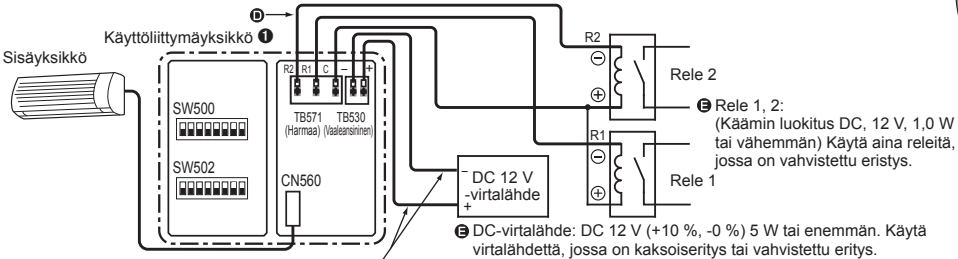 D
Käyttöliittymäyksikkö 1
Sisäyksikkö
R2 R1 C − +
TB571 TB530
(Harmaa) (Vaaleansininen)
SW500
SW502
CN560
− DC 12 V
-virtalähde
+
R2
−
+
Rele 2
R1
−
+
Rele 1
E Rele 1, 2:
(Käämin luokitus DC, 12 V, 1,0 W
tai vähemmän) Käytä aina releitä,
jossa on vahvistettu eristys.
E DC-virtalähde: DC 12 V (+10 %, -0 %) 5 W tai enemmän. Käytä
virtalähdettä, jossa on kaksoiseritys tai vahvistettu eritys.